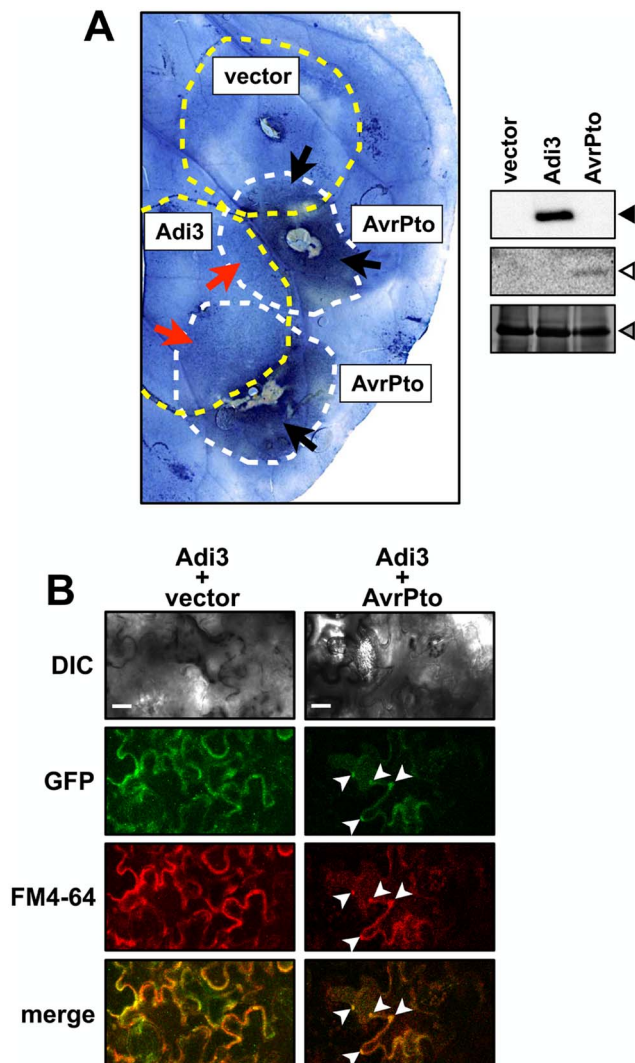 A
vector
AvrPto
Adi3
AvrPto
vector
Adi3
AvrPto
B
Adi3
+
vector
Adi3
+
AvrPto
DIC
GFP
FM4-64
merge